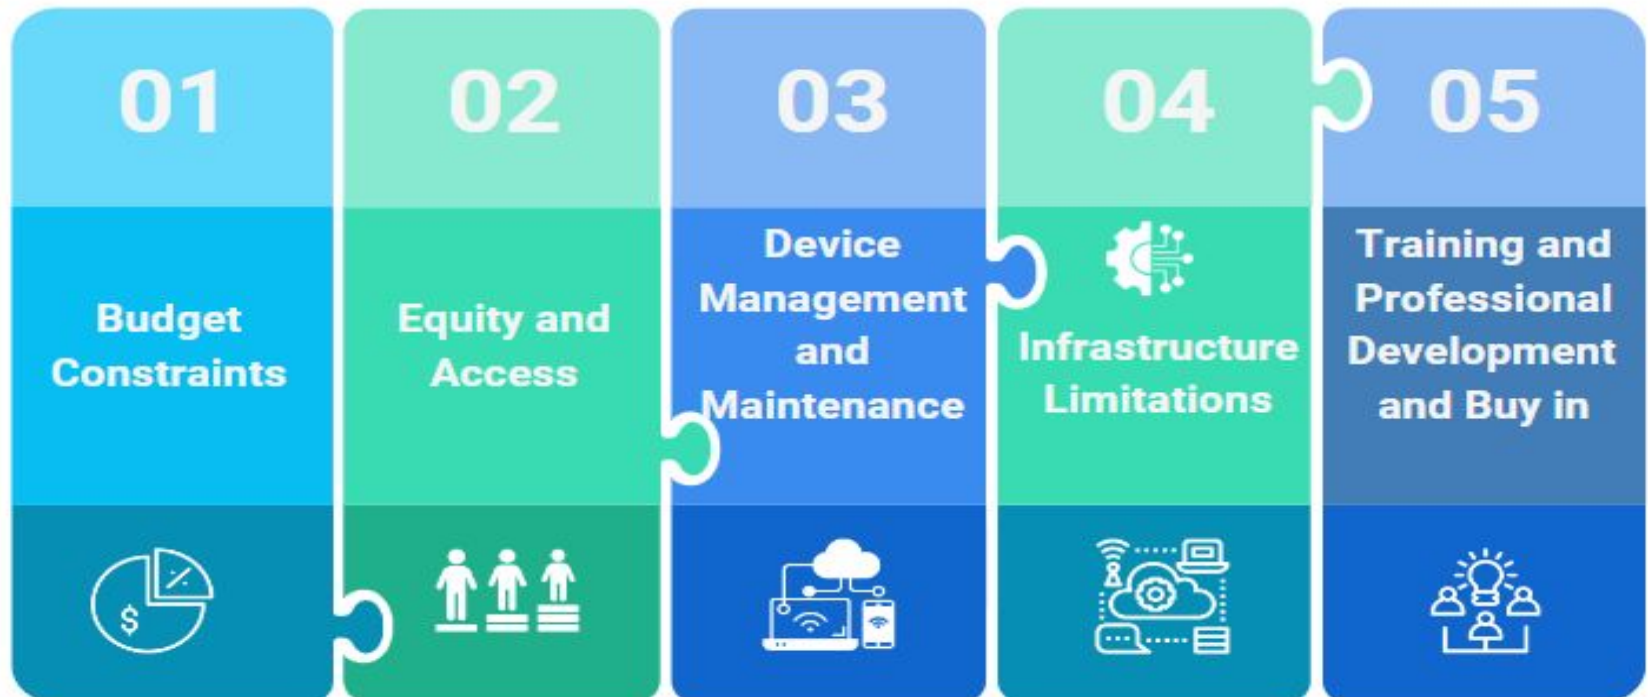 01
Budget
Constraints
$
%
02
Equity and
Access
03
Device
Management
and
Maintenance
04
Infrastructure
Limitations
05
Training and
Professional
Development
and Buy in